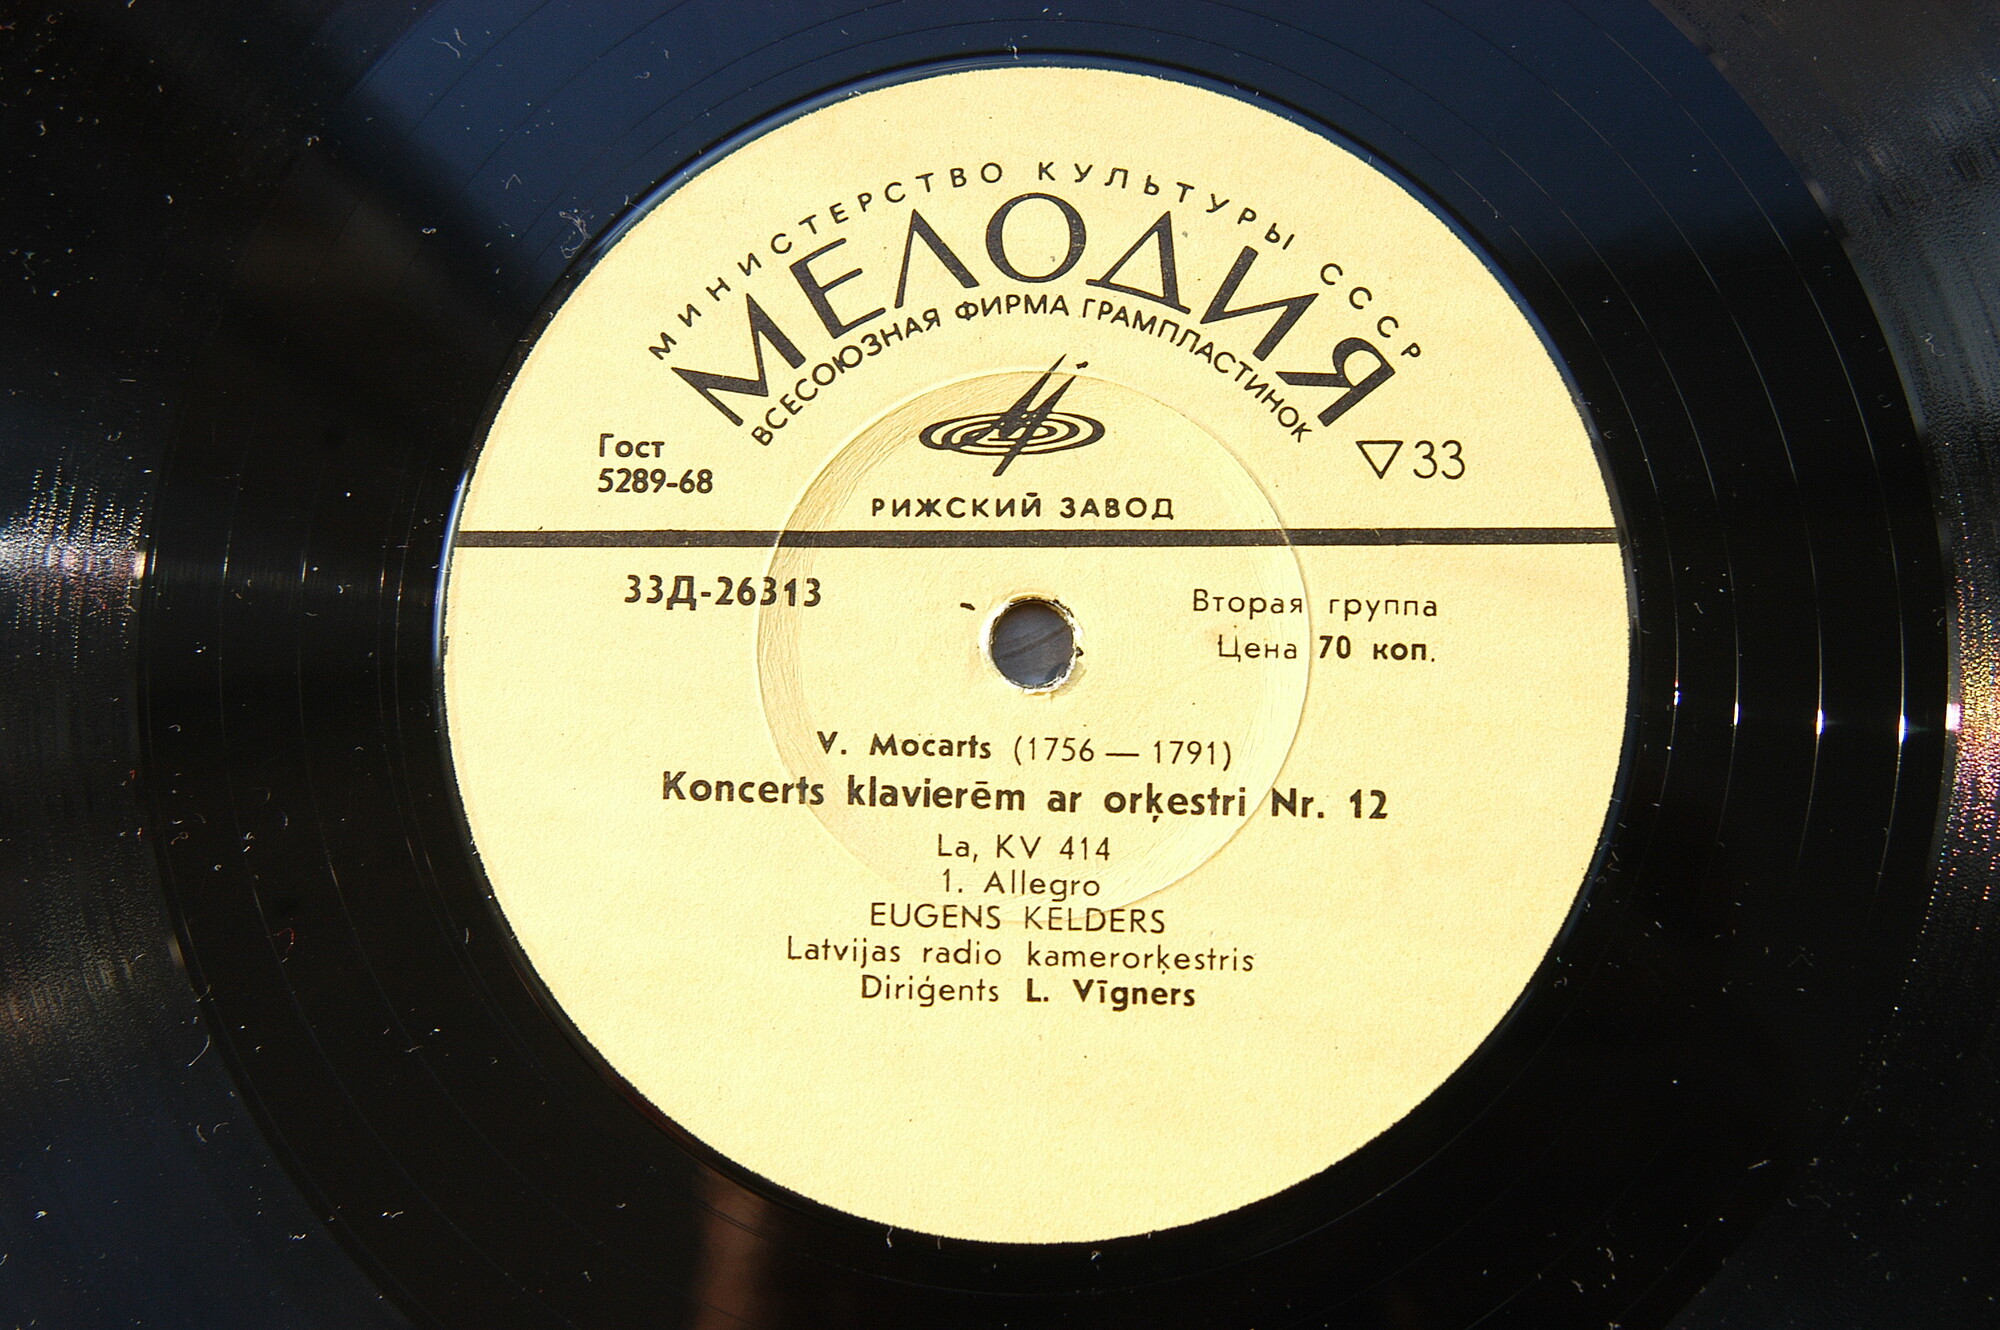 МИНИСТЕРСТВО КУЛЬТУРЫ СССР
МЕЛОДИЯ
ВСЕСОЮЗНАЯ ФИРМА ГРАМПЛАСТИНОК
Гост
5289-68
▽33
РИЖСКИЙ ЗАВОД
33Д-26313
Вторая группа
Цена 70 коп.
V. Mocarts (1756 — 1791)
Koncerts klavierēm ar orķestri Nr. 12
La, KV 414
1. Allegro
EUGENS ĶELDERS
Latvijas radio kamerorķestris
Diriģents L. Vīgners